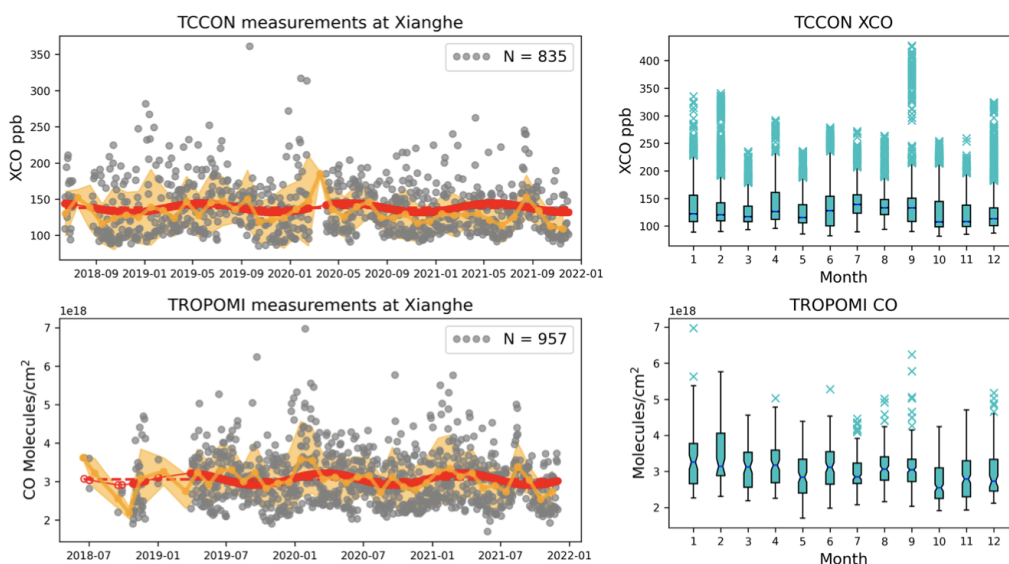 TCCON measurements at Xianghe
N = 835
XCO ppb
350
300
250
200
150
100
2018-09 2019-01 2019-05 2019-09 2020-01 2020-05 2020-09 2021-01 2021-05 2021-09 2022-01
TCCON XCO
XCO ppb
400
350
300
250
200
150
100
1 2 3 4 5 6 7 8 9 10 11 12
Month
TROPOMI measurements at Xianghe
1e18
N = 957
CO Molecules/cm²
7
6
5
4
3
2
2018-07 2019-01 2019-07 2020-01 2020-07 2021-01 2021-07 2022-01
TROPOMI CO
1e18
Molecules/cm²
7
6
5
4
3
2
1 2 3 4 5 6 7 8 9 10 11 12
Month